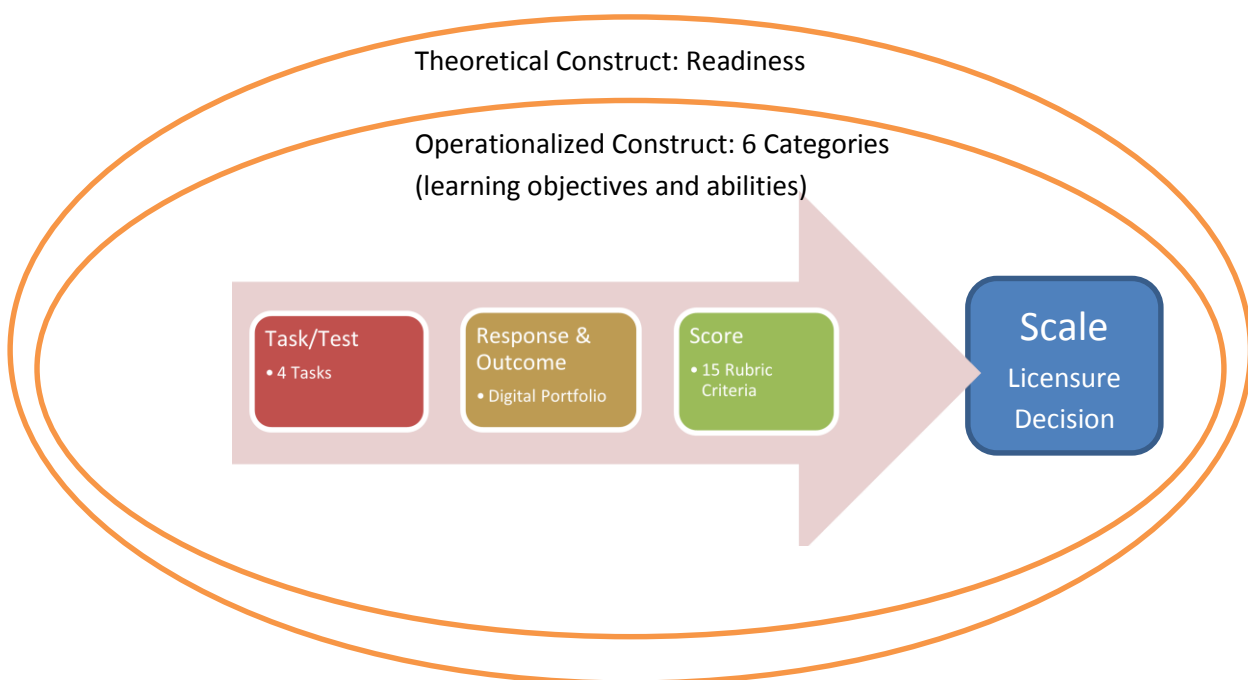 Theoretical Construct: Readiness
Operationalized Construct: 6 Categories
(learning objectives and abilities)
Task/Test
• 4 Tasks
Response &
Outcome
• Digital Portfolio
Score
• 15 Rubric
Criteria
Scale
Licensure
Decision